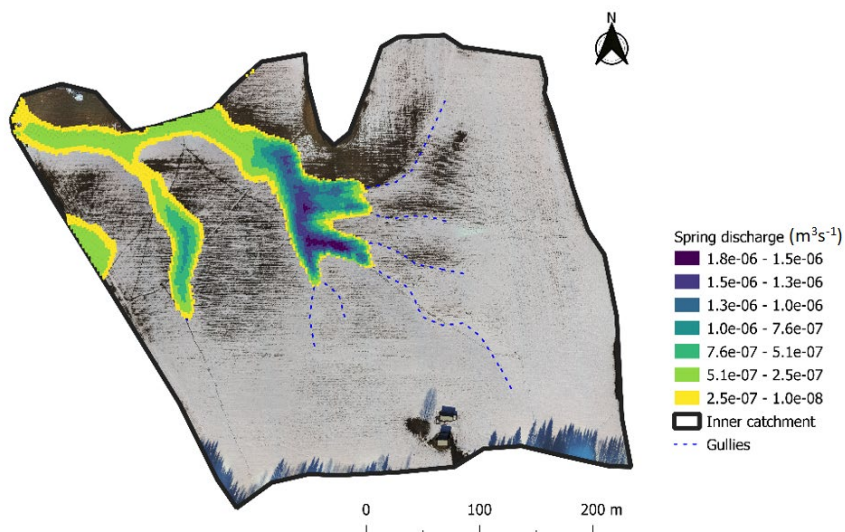 N
Spring discharge (m³s⁻¹)
1.8e-06 - 1.5e-06
1.5e-06 - 1.3e-06
1.3e-06 - 1.0e-06
1.0e-06 - 7.6e-07
7.6e-07 - 5.1e-07
5.1e-07 - 2.5e-07
2.5e-07 - 1.0e-08
Inner catchment
Gullies
0 100 200 m